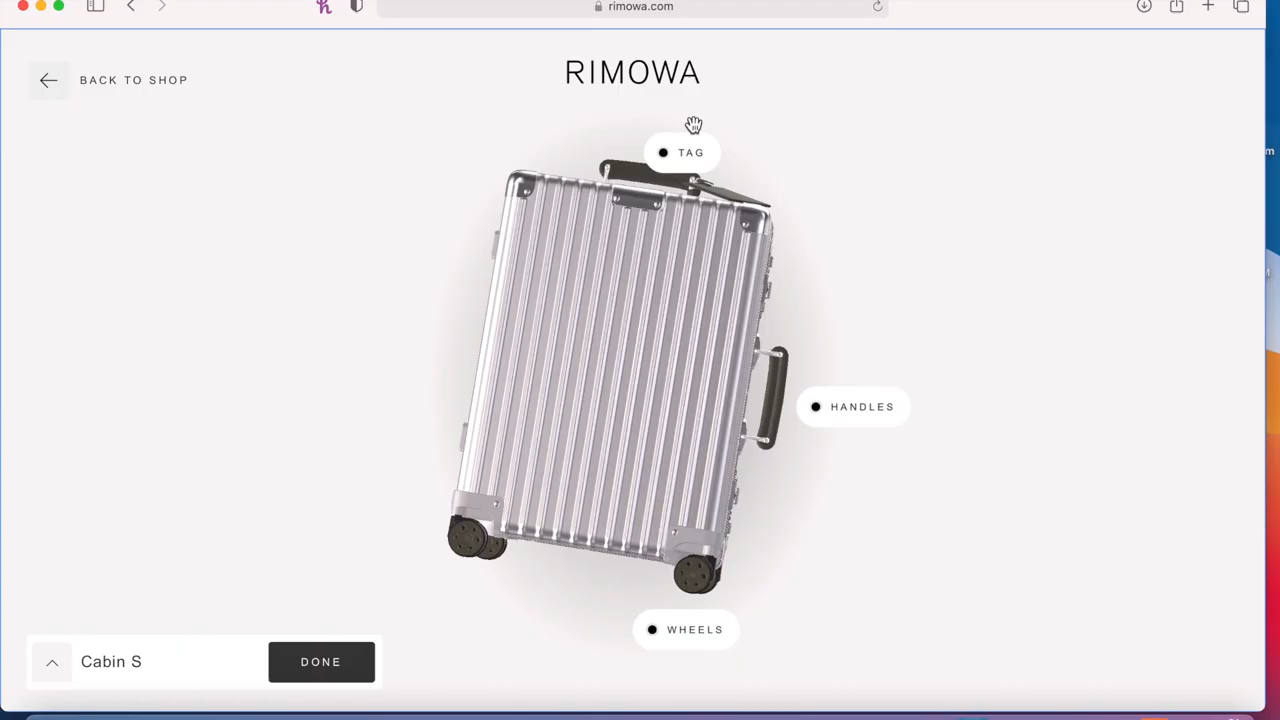 rimowa.com
BACK TO SHOP
RIMOWA
TAG
HANDLES
WHEELS
Cabin S
DONE